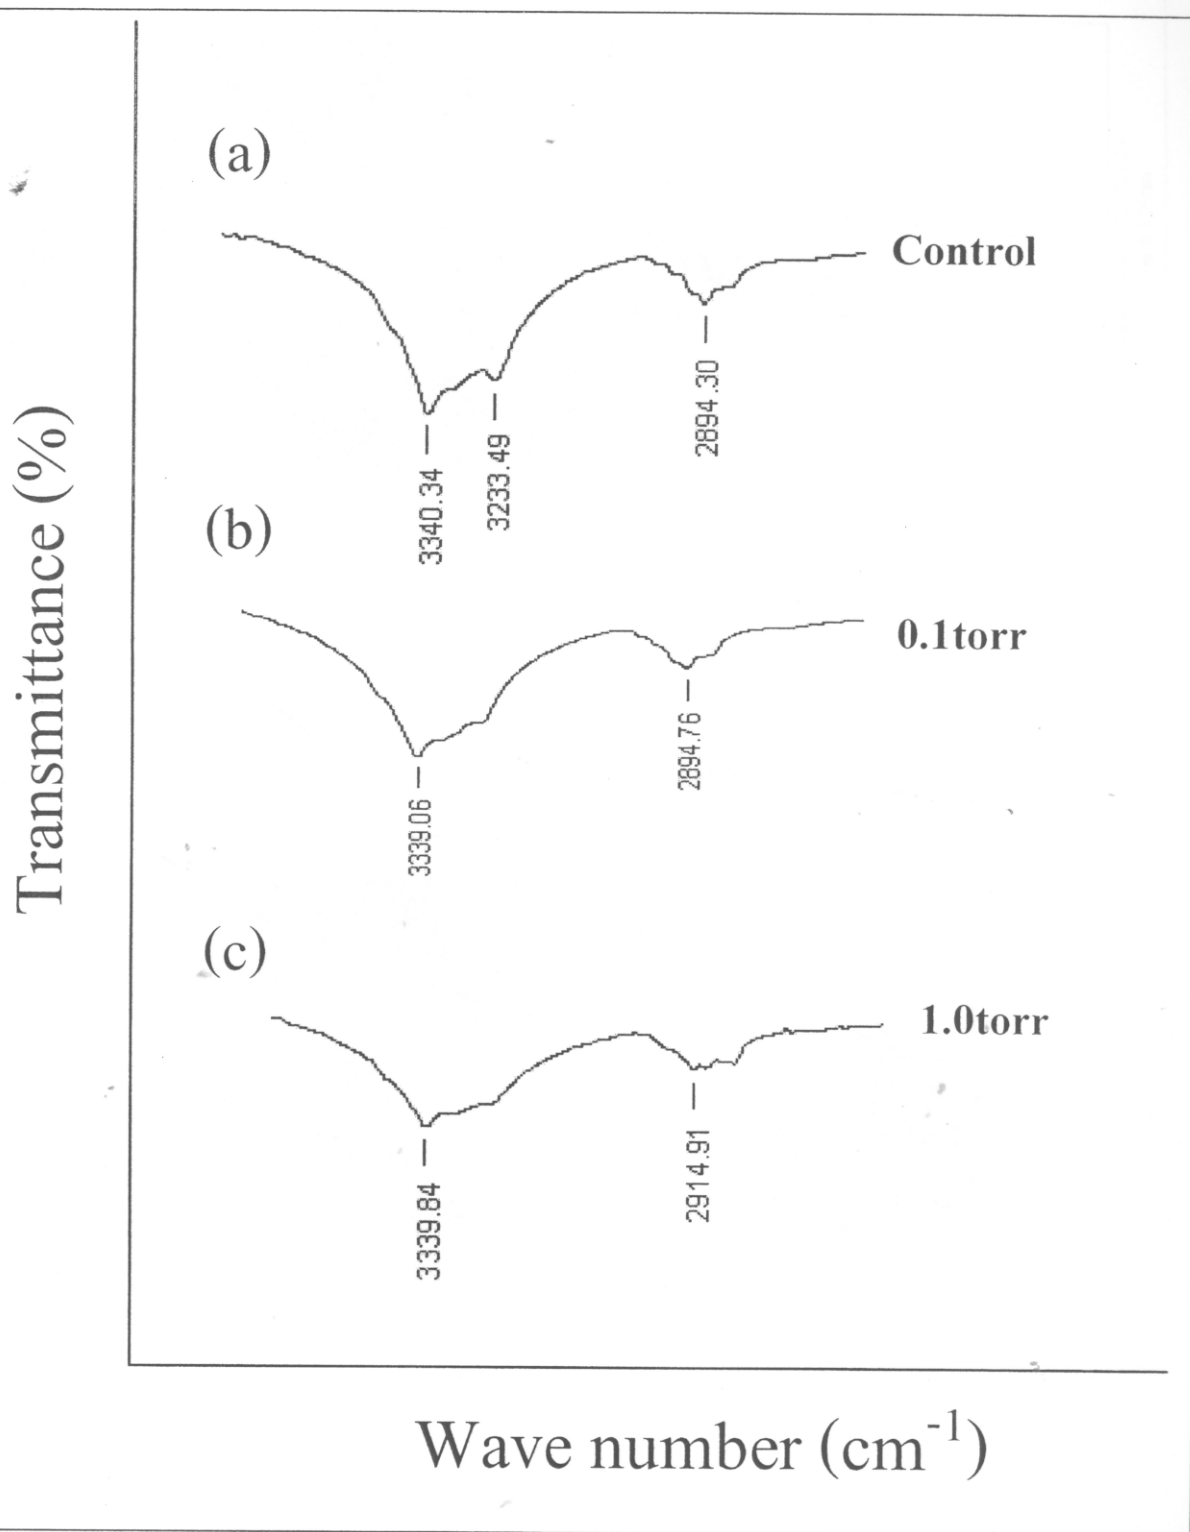 (a)
Control
3340.34
3233.49
2894.30
(b)
0.1torr
3339.06
2894.76
(c)
1.0torr
3339.84
2914.91
Transmittance (%)
Wave number (cm⁻¹)